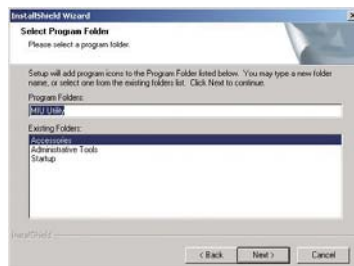 InstallShield Wizard
Select Program Folder
Please select a program folder.
Setup will add program icons to the Program Folder listed below. You may type a new folder
name, or select one from the existing folders list. Click Next to continue.
Program Folders:
MIU Utility
Existing Folders:
Accessories
Administrative Tools
Startup
InstallShield
< Back
Next >
Cancel